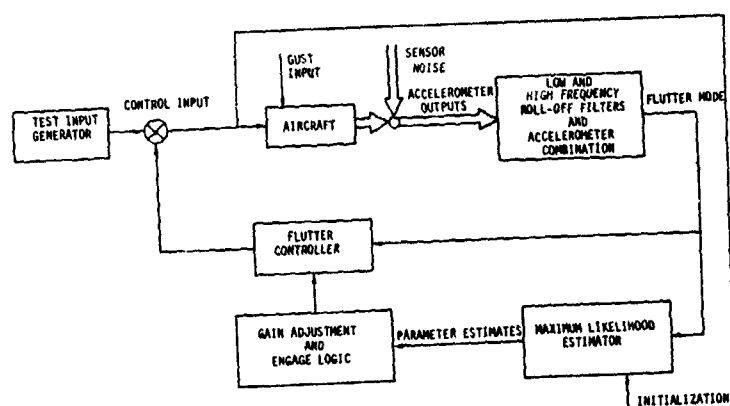 GUST
INPUT
SENSOR
NOISE
CONTROL INPUT
ACCELEROMETER
OUTPUTS
LOW AND
HIGH FREQUENCY
ROLL-OFF FILTERS
AND
ACCELEROMETER
COMBINATION
FLUTTER MODE
TEST INPUT
GENERATOR
AIRCRAFT
FLUTTER
CONTROLLER
GAIN ADJUSTMENT
AND
ENGAGE LOGIC
PARAMETER ESTIMATES
MAXIMUM LIKELIHOOD
ESTIMATOR
INITIALIZATION